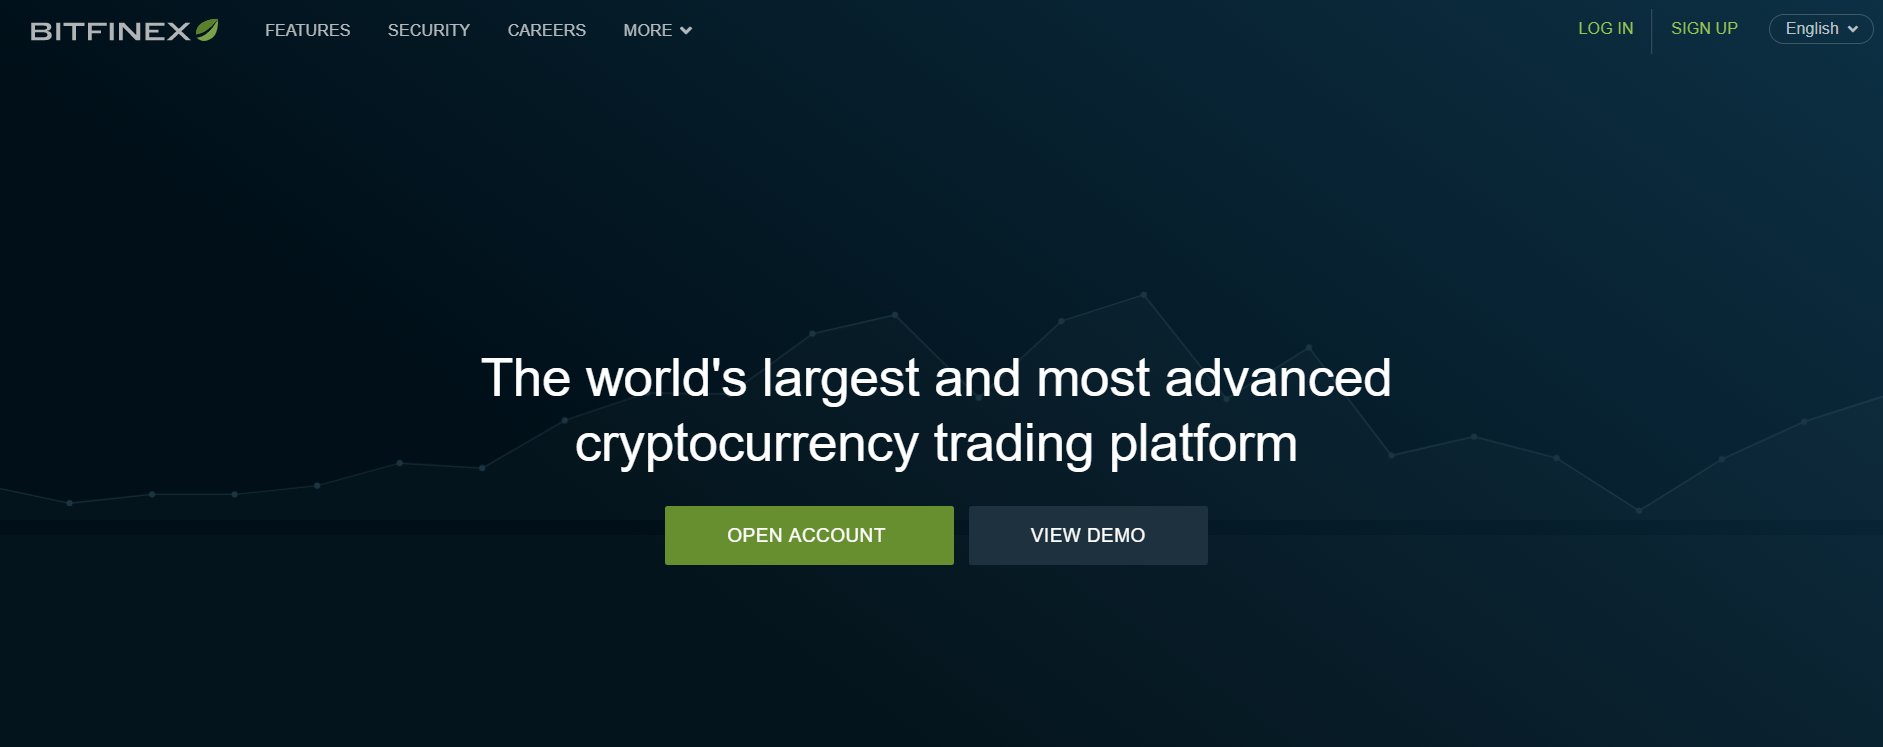 BITFINEX
FEATURES
SECURITY
CAREERS
MORE
LOG IN
SIGN UP
English
The world's largest and most advanced
cryptocurrency trading platform
OPEN ACCOUNT
VIEW DEMO